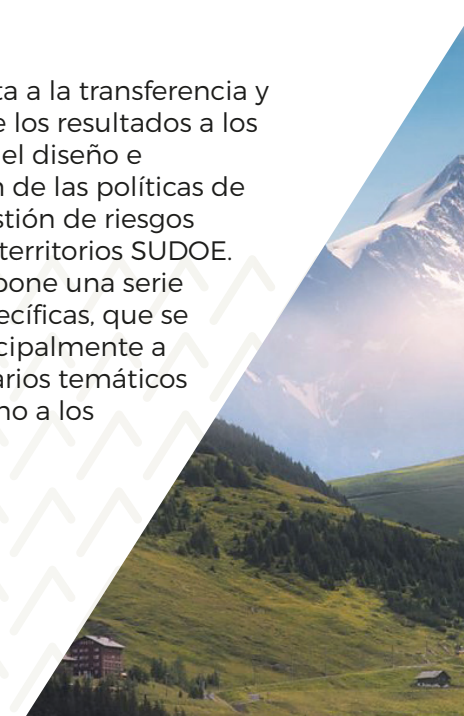 ta a la transferencia y
e los resultados a los
el diseño e
n de las políticas de
stión de riesgos
territorios SUDOE.
pone una serie
ecíficas, que se
cipalmente a
arios temáticos
no a los